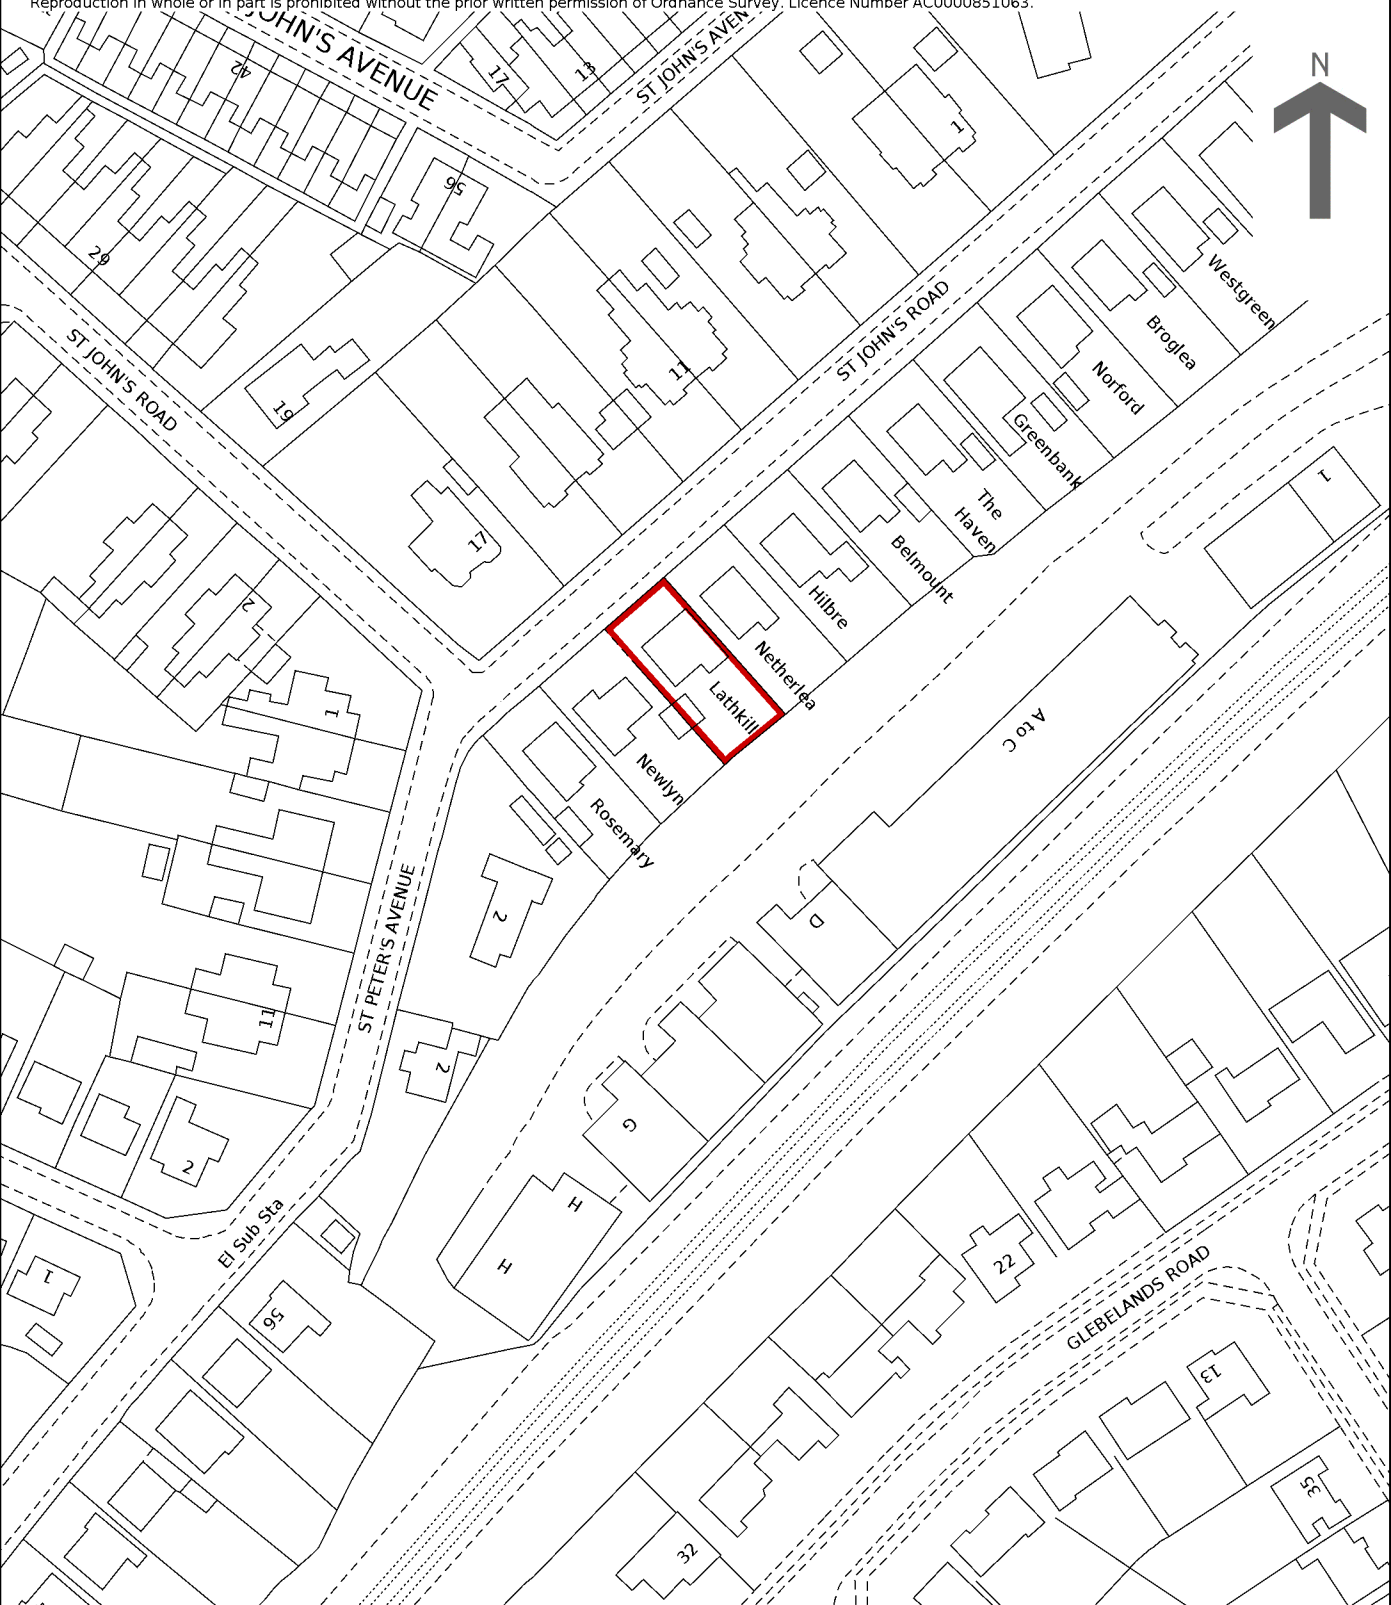 Reproduction in whole or in part is prohibited without the prior written permission of Ordnance Survey. Licence Number AC0000851063.
JOHN'S AVENUE
ST JOHN'S AVEN
N
42
17
13
1
56
29
Westgreen
ST JOHN'S ROAD
Broglea
ST JOHN'S ROAD
11
Norford
19
Greenbank
1
The
Haven
17
Belmount
2
Hilbre
Netherlea
Lathkill
1
A to C
Newlyn
Rosemary
2
D
ST PETER'S AVENUE
11
2
G
2
H
El Sub Sta
H
22
1
GLEBELANDS ROAD
56
13
35
32